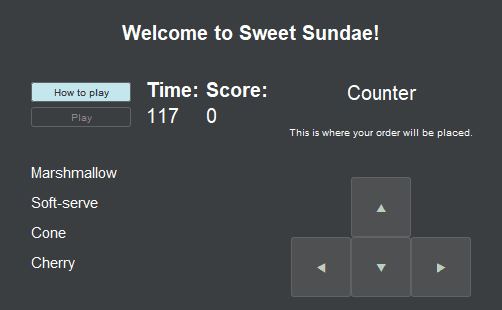 Welcome to Sweet Sundae!
How to play
Play
Time: Score:
117 0
Counter
This is where your order will be placed.
Marshmallow
Soft-serve
Cone
Cherry